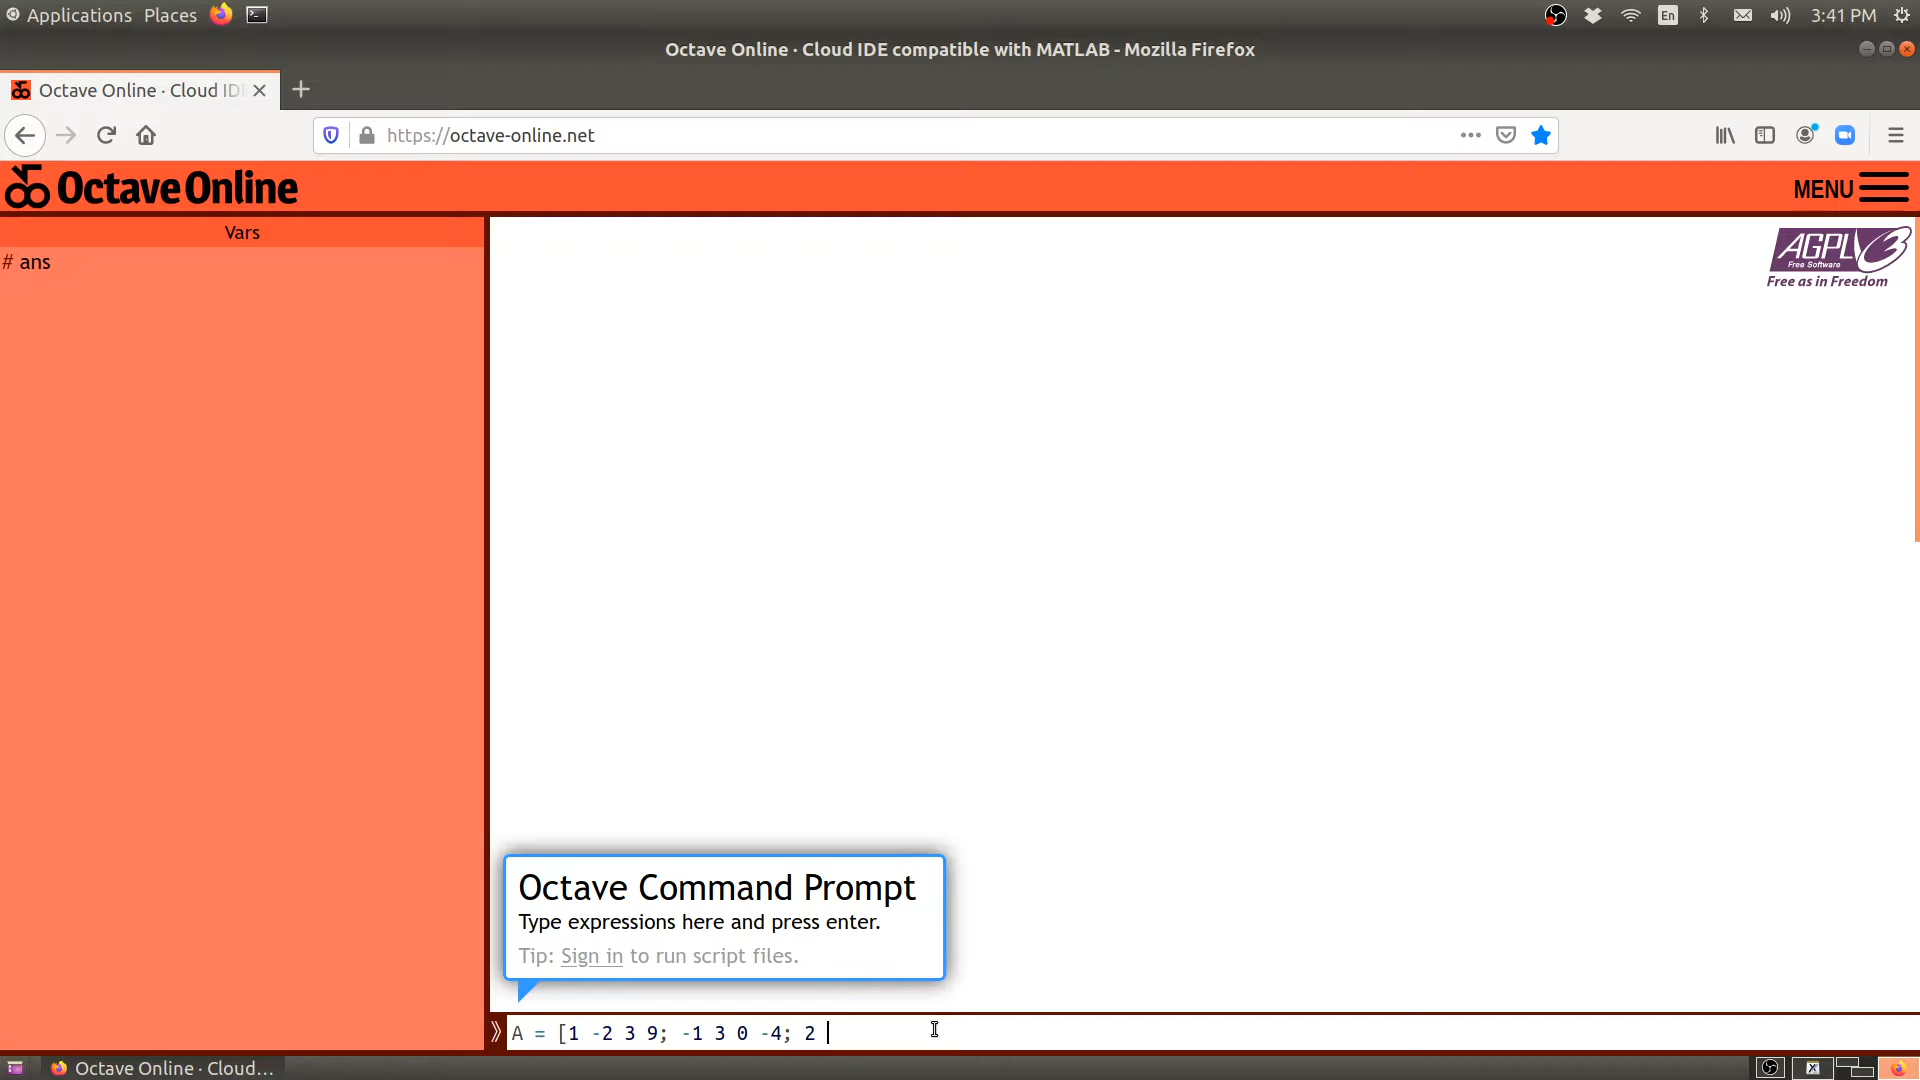 Applications Places
En 3:41 PM
Octave Online · Cloud IDE compatible with MATLAB - Mozilla Firefox
Octave Online · Cloud ID
https://octave-online.net
Octave Online
MENU
Vars
# ans
AGPL 3
Free Software
Free as in Freedom
Octave Command Prompt
Type expressions here and press enter.
Tip: Sign in to run script files.
A = [1 -2 3 9; -1 3 0 -4; 2
Octave Online · Cloud...